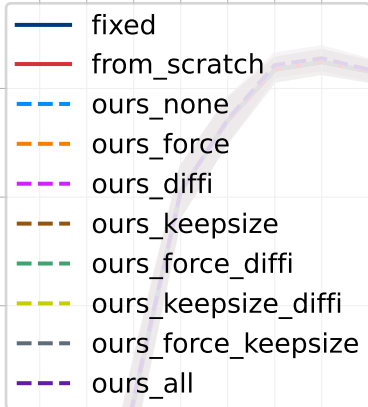 fixed
from_scratch
ours_none
ours_force
ours_diffi
ours_keepsize
ours_force_diffi
ours_keepsize_diffi
ours_force_keepsize
ours_all